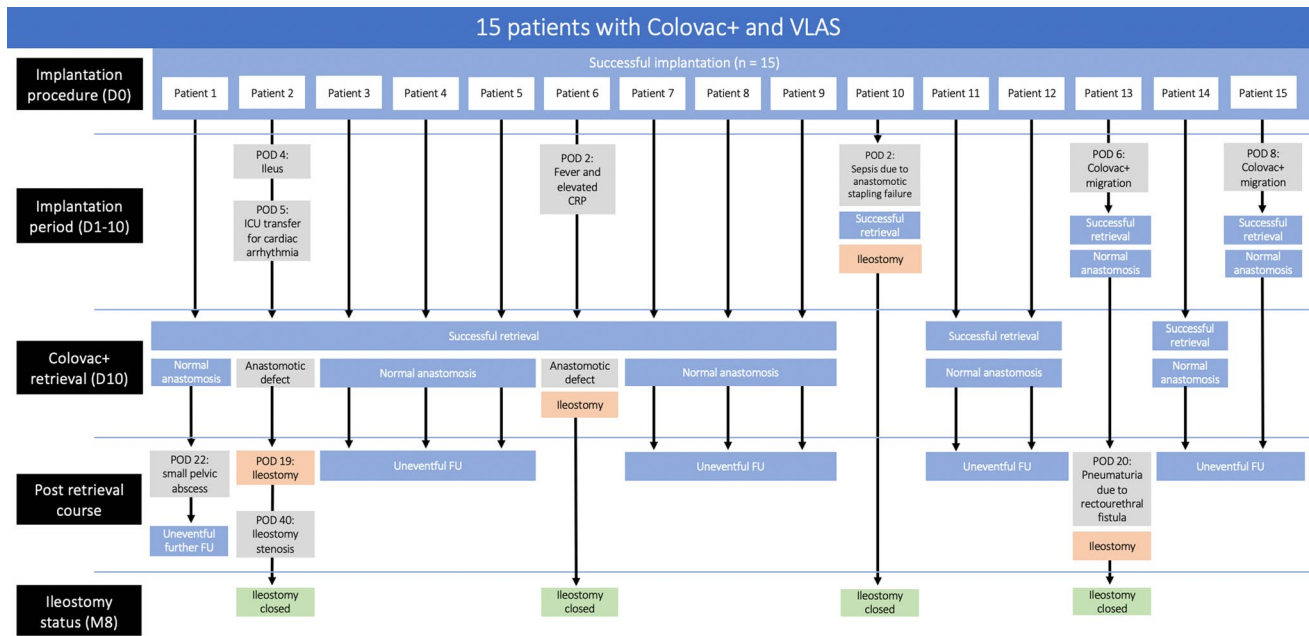 15 patients with Colovac+ and VLAS
Implantation
procedure (D0)
Successful implantation (n = 15)
Patient 1
Patient 2
Patient 3
Patient 4
Patient 5
Patient 6
Patient 7
Patient 8
Patient 9
Patient 10
Patient 11
Patient 12
Patient 13
Patient 14
Patient 15
Implantation
period (D1-10)
POD 4:
Ileus
POD 5:
ICU transfer
for cardiac
arrhythmia
POD 2:
Fever and
elevated
CRP
POD 2:
Sepsis due to
anastomotic
stapling failure
Successful
retrieval
Ileostomy
POD 6:
Colovac+
migration
Successful
retrieval
Normal
anastomosis
POD 8:
Colovac+
migration
Successful
retrieval
Normal
anastomosis
Colovac+
retrieval (D10)
Successful retrieval
Successful retrieval
Successful
retrieval
Normal
anastomosis
Anastomotic
defect
Normal anastomosis
Anastomotic
defect
Ileostomy
Normal anastomosis
Normal anastomosis
Normal
anastomosis
Post retrieval
course
POD 22:
small pelvic
abscess
Uneventful
further FU
POD 19:
Ileostomy
POD 40:
Ileostomy
stenosis
Uneventful FU
Uneventful FU
Uneventful FU
POD 20:
Pneumaturia
due to
rectourethral
fistula
Ileostomy
Uneventful FU
Ileostomy
status (M8)
Ileostomy
closed
Ileostomy
closed
Ileostomy
closed
Ileostomy
closed